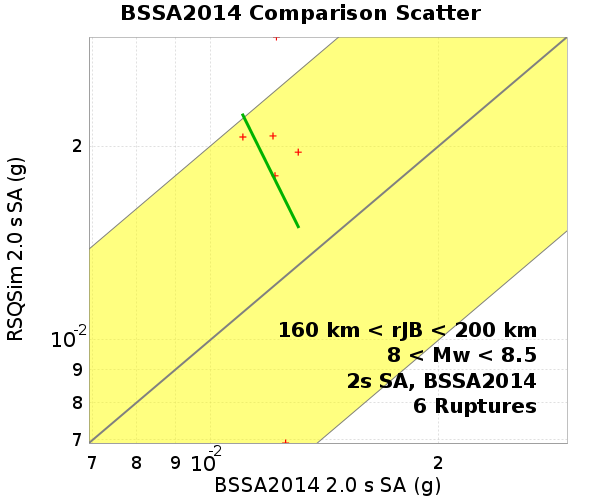 BSSA2014 Comparison Scatter
RSQSim 2.0 s SA (g)
2
10-2
9
8
7
160 km < rJB < 200 km
8 < Mw < 8.5
2s SA, BSSA2014
6 Ruptures
7 8 9 10-2 2
BSSA2014 2.0 s SA (g)